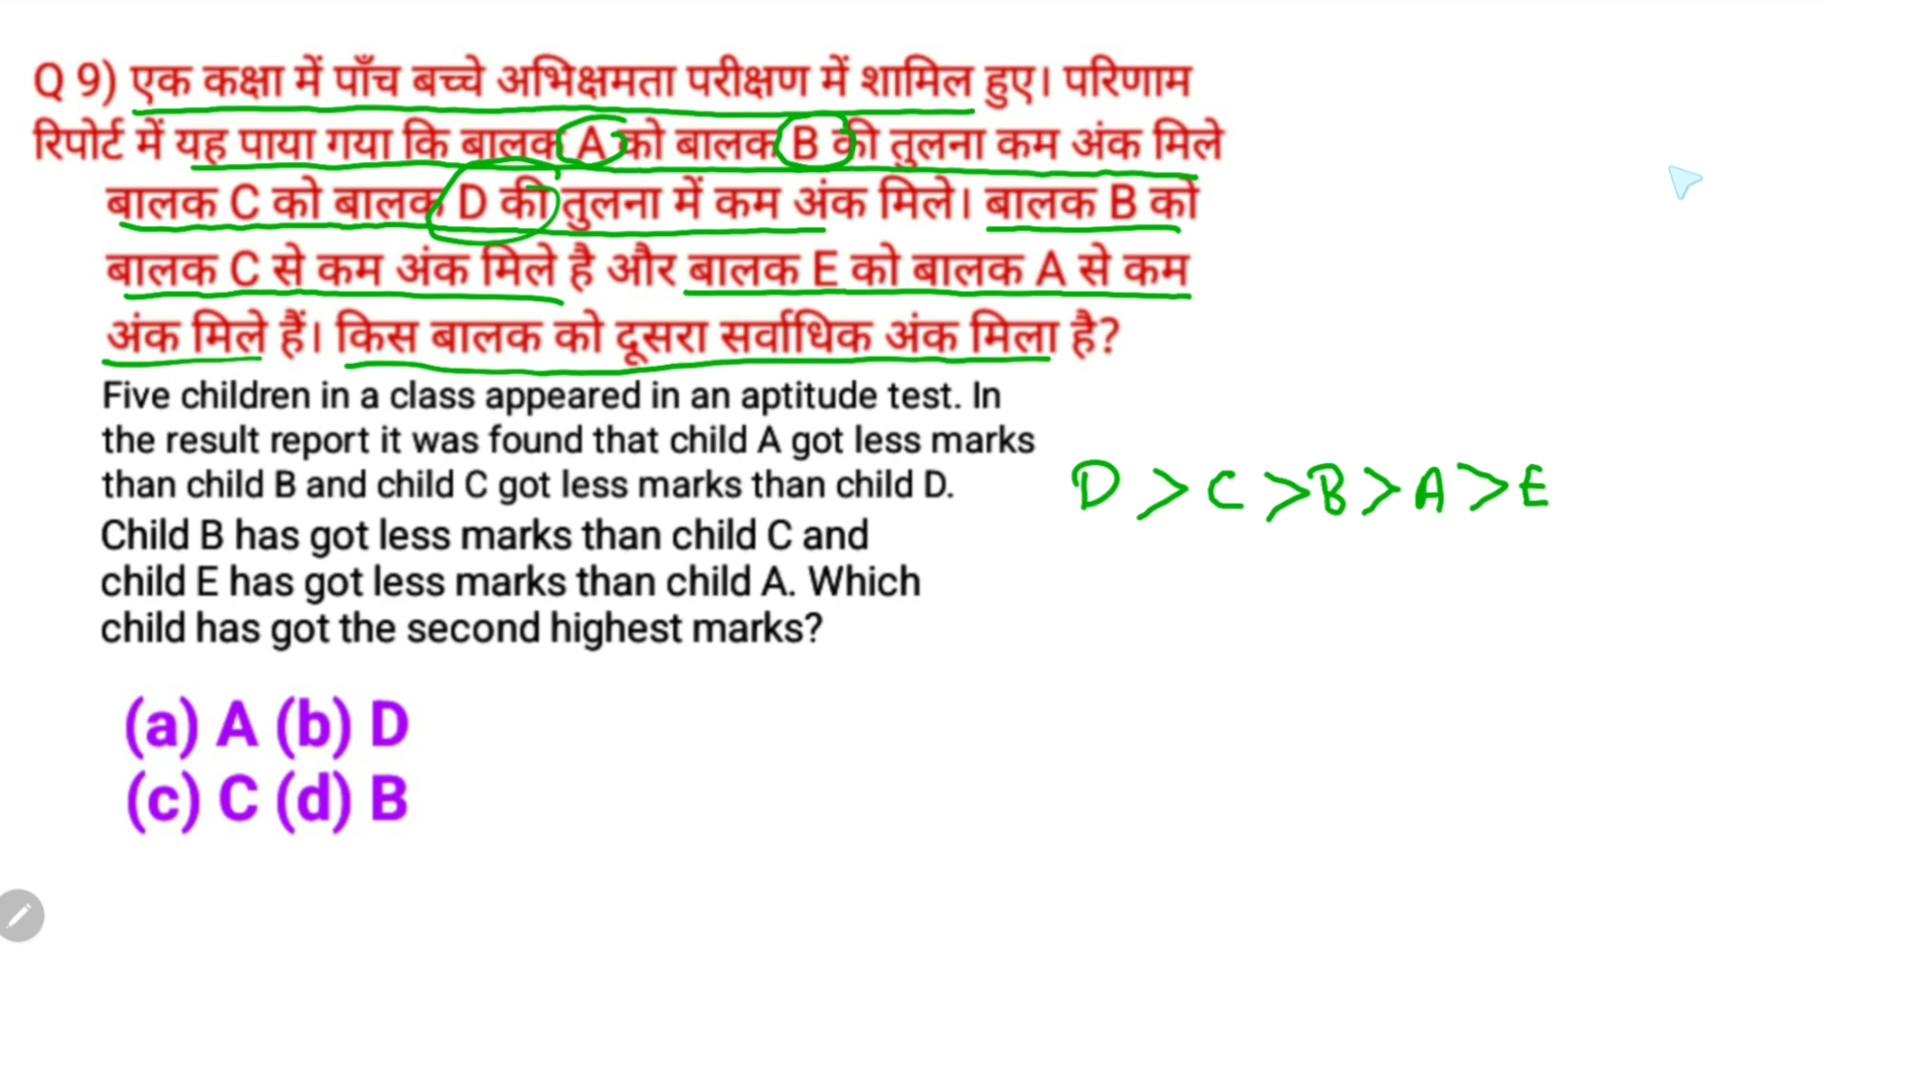 Q 9) एक कक्षा में पाँच बच्चे अभिक्षमता परीक्षण में शामिल हुए। परिणाम
रिपोर्ट में यह पाया गया कि बालक A को बालक B की तुलना कम अंक मिले
बालक C को बालक D की तुलना में कम अंक मिले। बालक B को
बालक C से कम अंक मिले है और बालक E को बालक A से कम
अंक मिले हैं। किस बालक को दूसरा सर्वाधिक अंक मिला है?
Five children in a class appeared in an aptitude test. In
the result report it was found that child A got less marks
than child B and child C got less marks than child D.
D > C > B > A > E
Child B has got less marks than child C and
child E has got less marks than child A. Which
child has got the second highest marks?
(a) A (b) D
(c) C (d) B